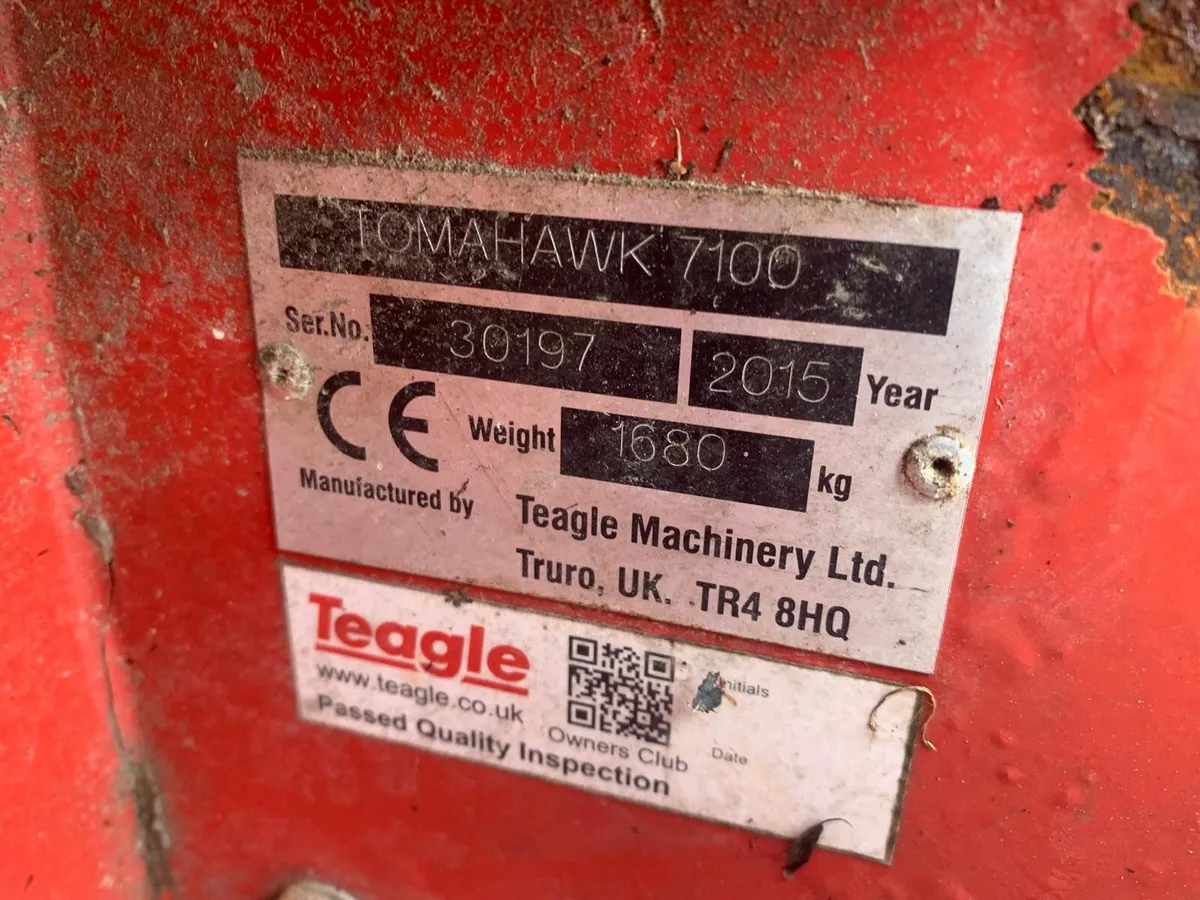 TOMAHAWK 7100
Ser.No: 30197 2015 Year
CE Weight 1680 kg
Manufactured by Teagle Machinery Ltd.
Truro, UK. TR4 8HQ
Teagle
www.teagle.co.uk
Passed Quality Inspection
Owners Club
Initials
Date